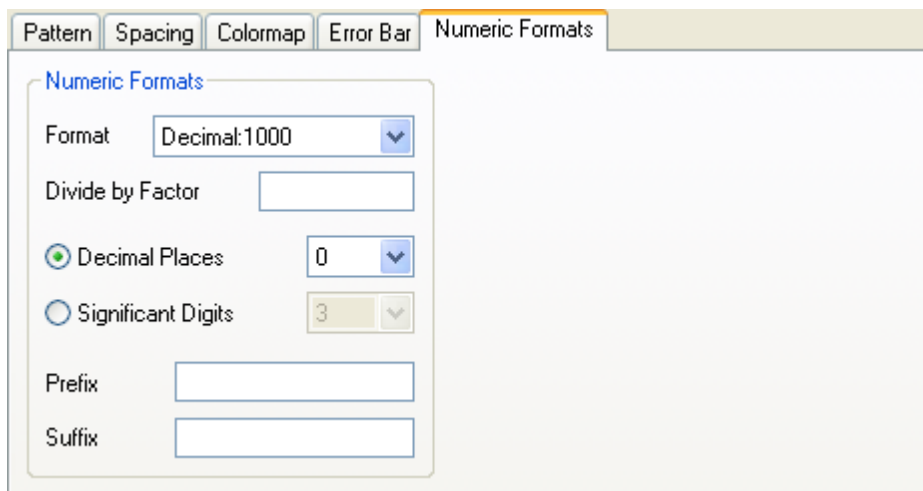 Pattern Spacing Colormap Error Bar Numeric Formats
Numeric Formats
Format Decimal:1000
Divide by Factor
Decimal Places 0
Significant Digits 3
Prefix
Suffix